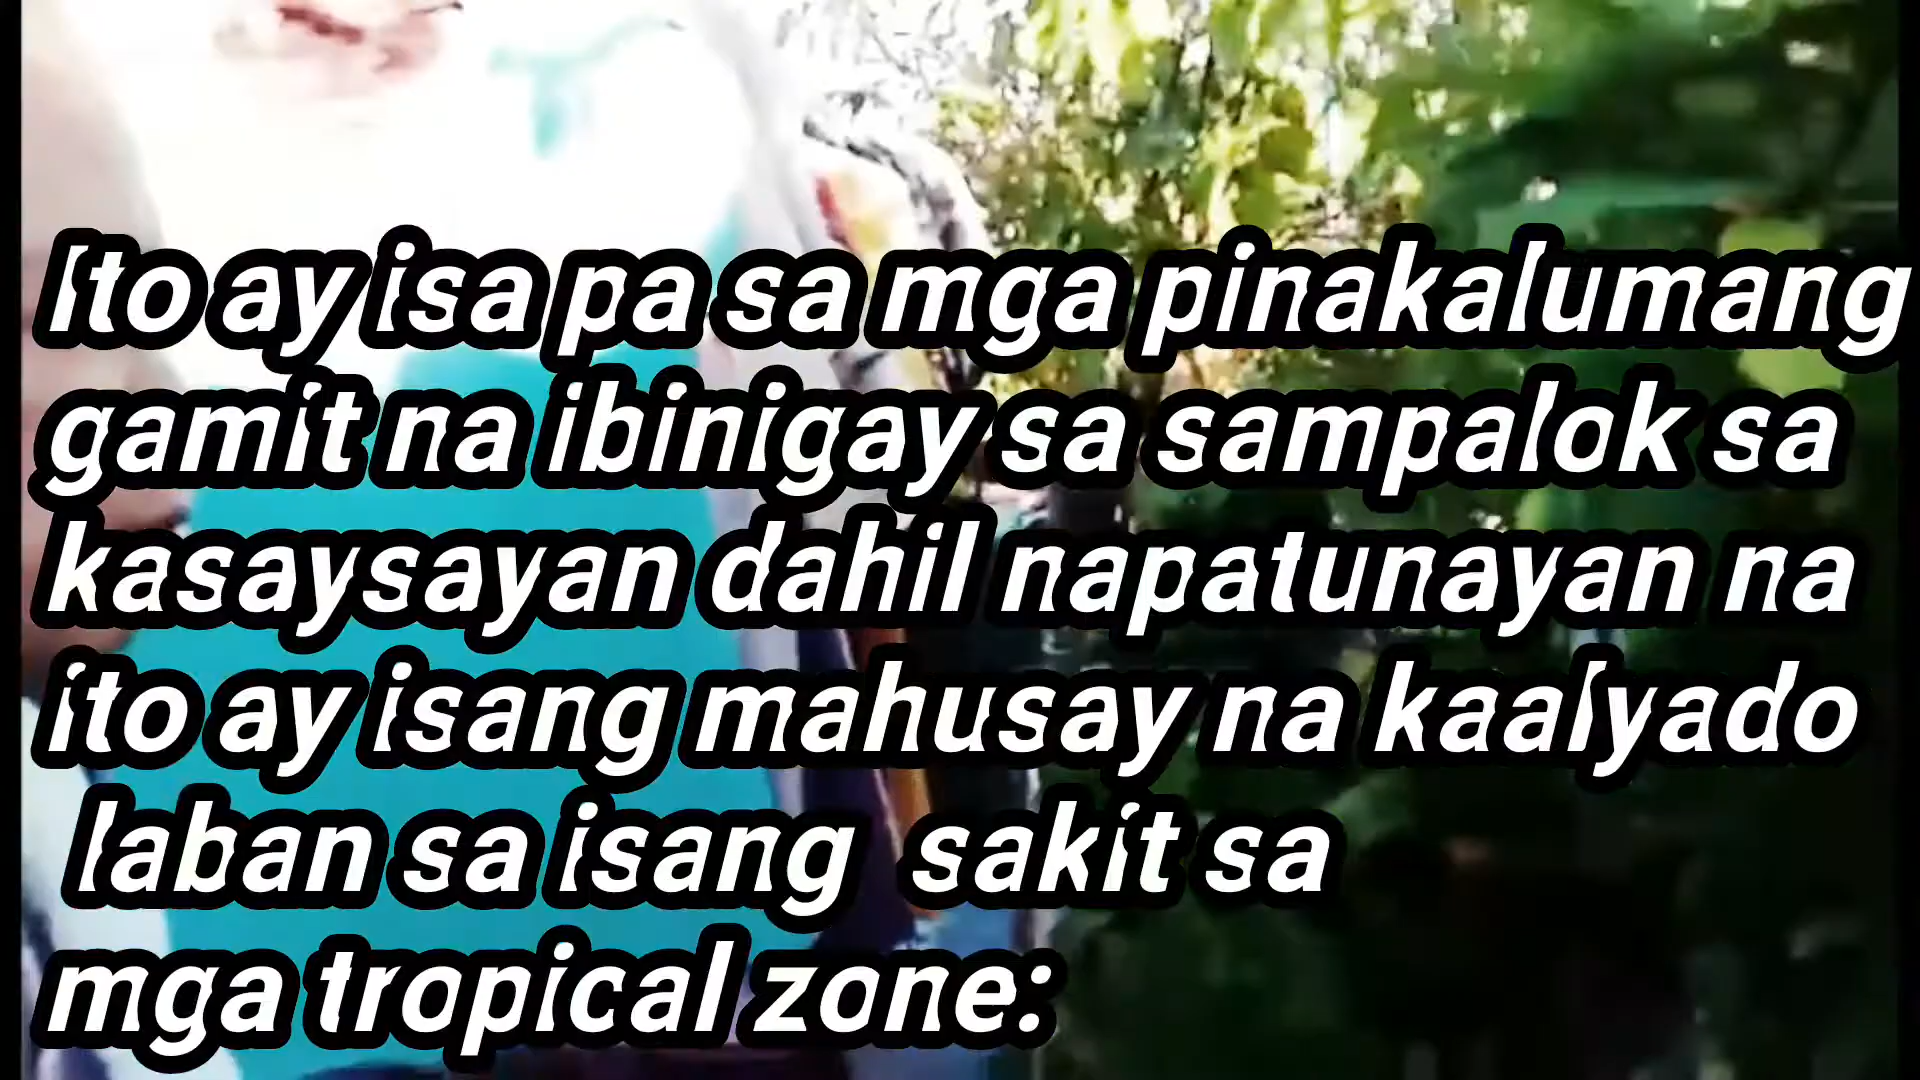 Ito ay isa pa sa mga pinakalumang
gamit na ibinigay sa sampalok sa
kasaysayan dahil napatunayan na
ito ay isang mahusay na kaalyado
laban sa isang sakit sa
mga tropical zone: